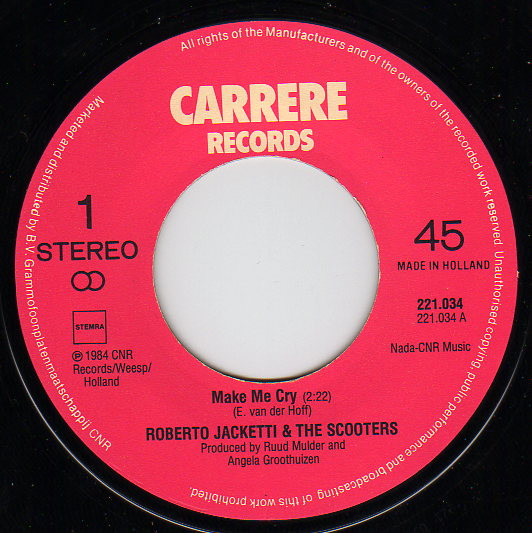 All rights of the Manufacturers and of the owners of the recorded work reserved. Unauthorised copying, public performance and broadcasting of this work prohibited.
Marketed and distributed by B.V. Grammofoonplatenmaatschappij CNR
CARRERE
RECORDS
1
STEREO
STEMRA
℗ 1984 CNR
Records/Weesp/
Holland
45
MADE IN HOLLAND
221.034
221.034 A
Nada-CNR Music
Make Me Cry (2:22)
(E. van der Hoff)
ROBERTO JACKETTI & THE SCOOTERS
Produced by Ruud Mulder and
Angela Groothuizen